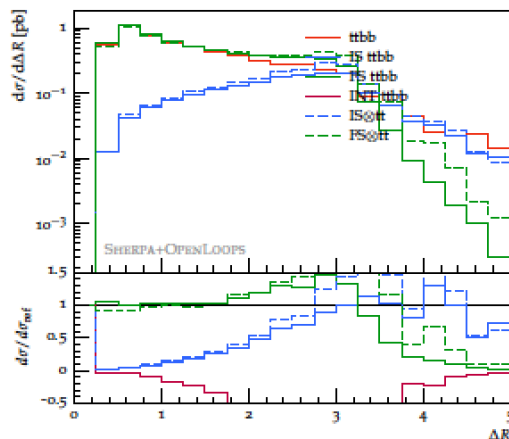 dσ/dΔR [pb]
1
10⁻¹
10⁻²
10⁻³
ttbb
IS ttbb
FS ttbb
INT ttbb
IS⊗tt
FS⊗tt
SHERPA+OPENLOOPS
dσ/dσref
1.5
1
0.5
0
-0.5
0 1 2 3 4 5
ΔR